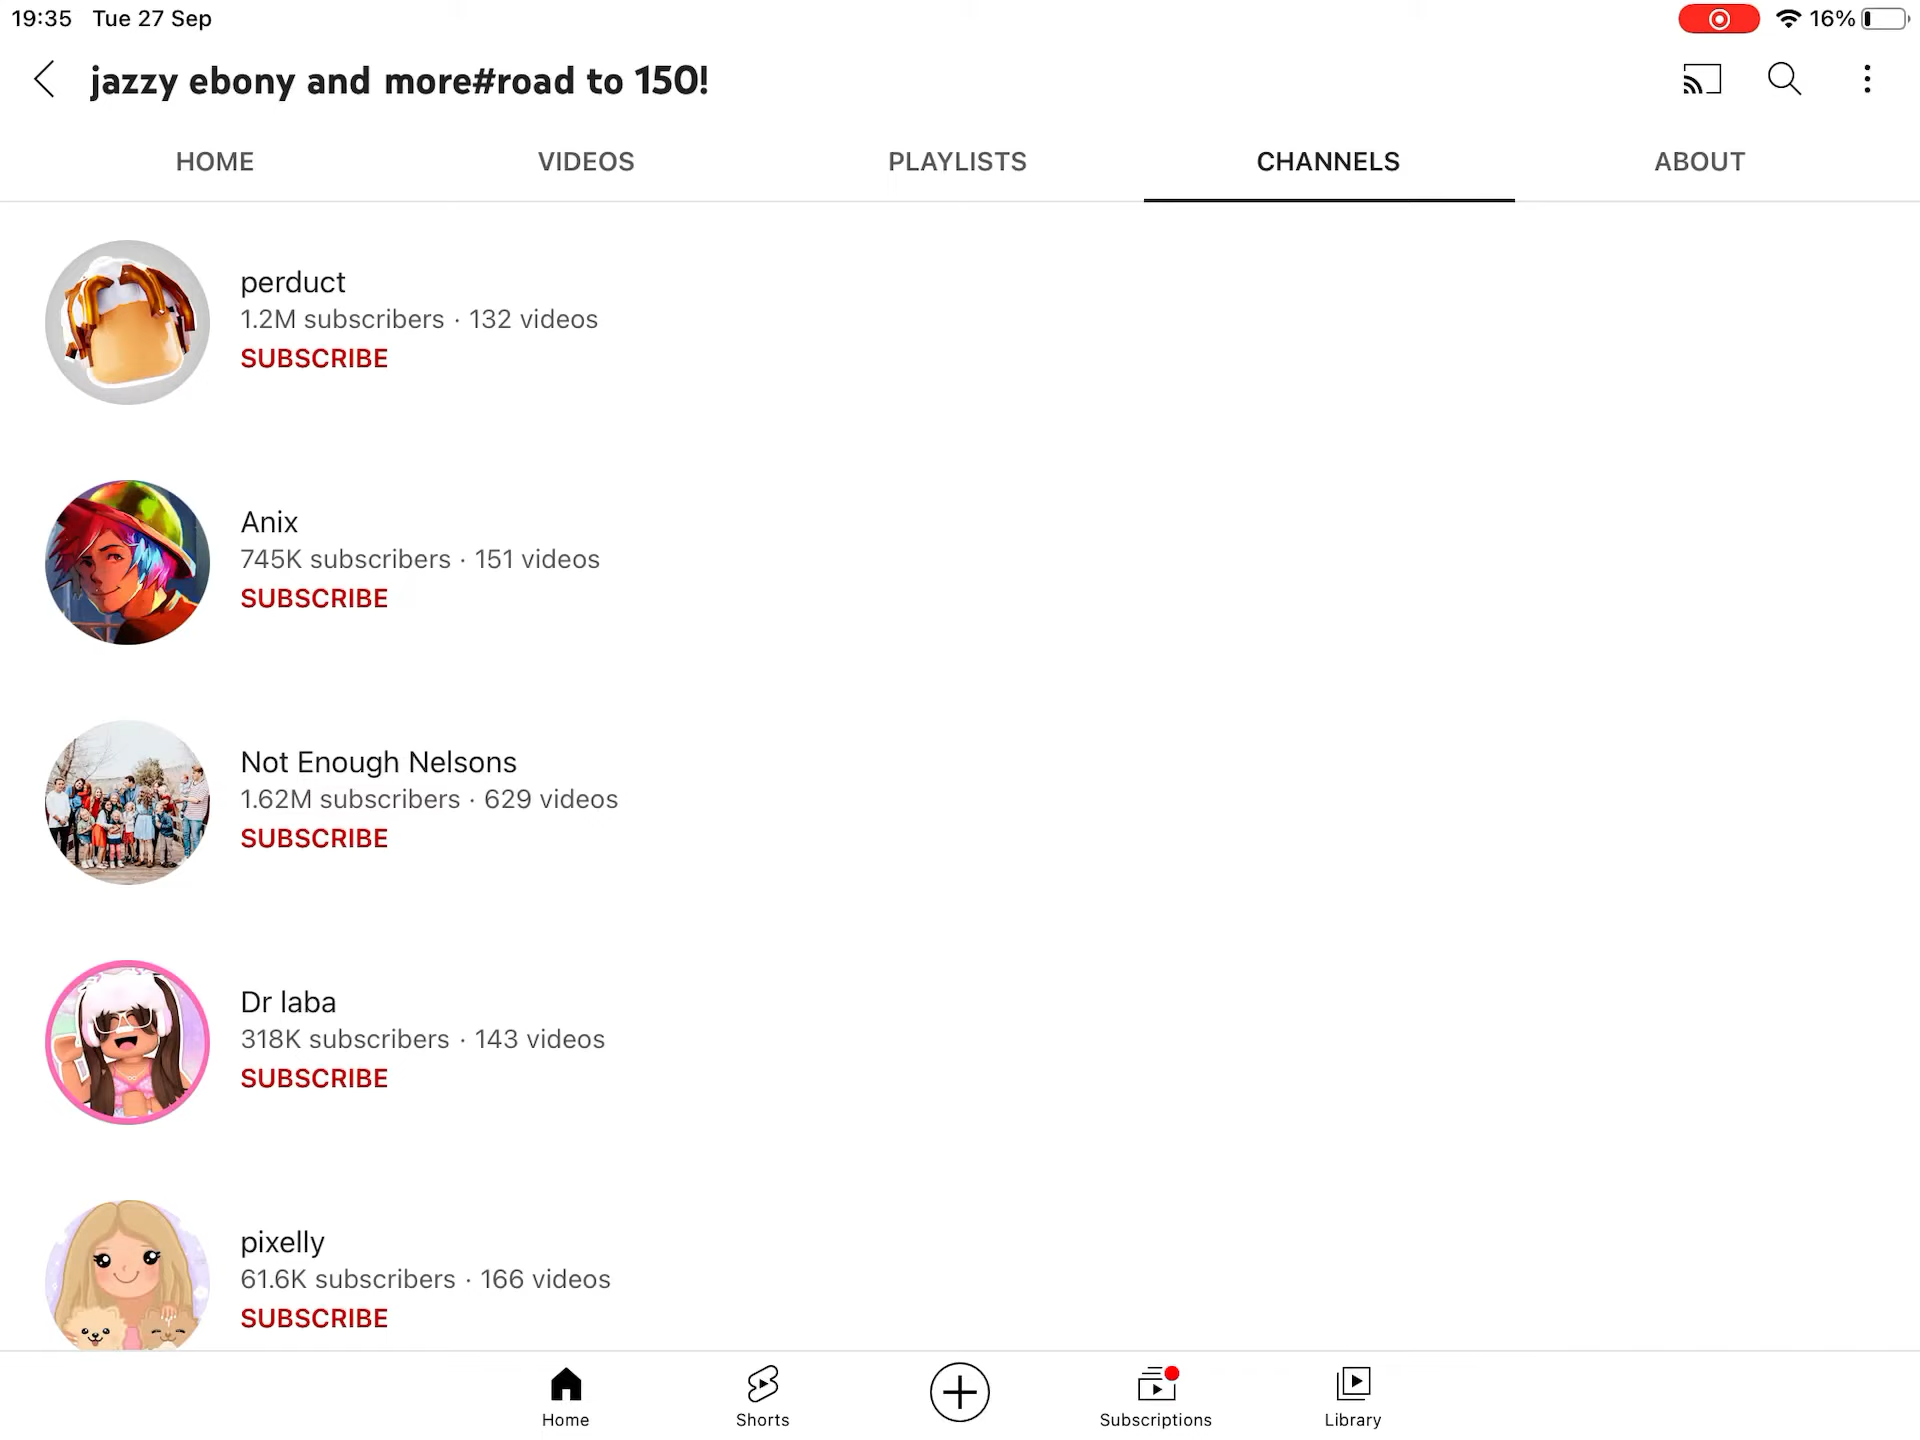 19:35 Tue 27 Sep
16%
jazzy ebony and more#road to 150!
HOME VIDEOS PLAYLISTS CHANNELS ABOUT
perduct
1.2M subscribers · 132 videos
SUBSCRIBE
Anix
745K subscribers · 151 videos
SUBSCRIBE
Not Enough Nelsons
1.62M subscribers · 629 videos
SUBSCRIBE
Dr laba
318K subscribers · 143 videos
SUBSCRIBE
pixelly
61.6K subscribers · 166 videos
SUBSCRIBE
Home Shorts Subscriptions Library